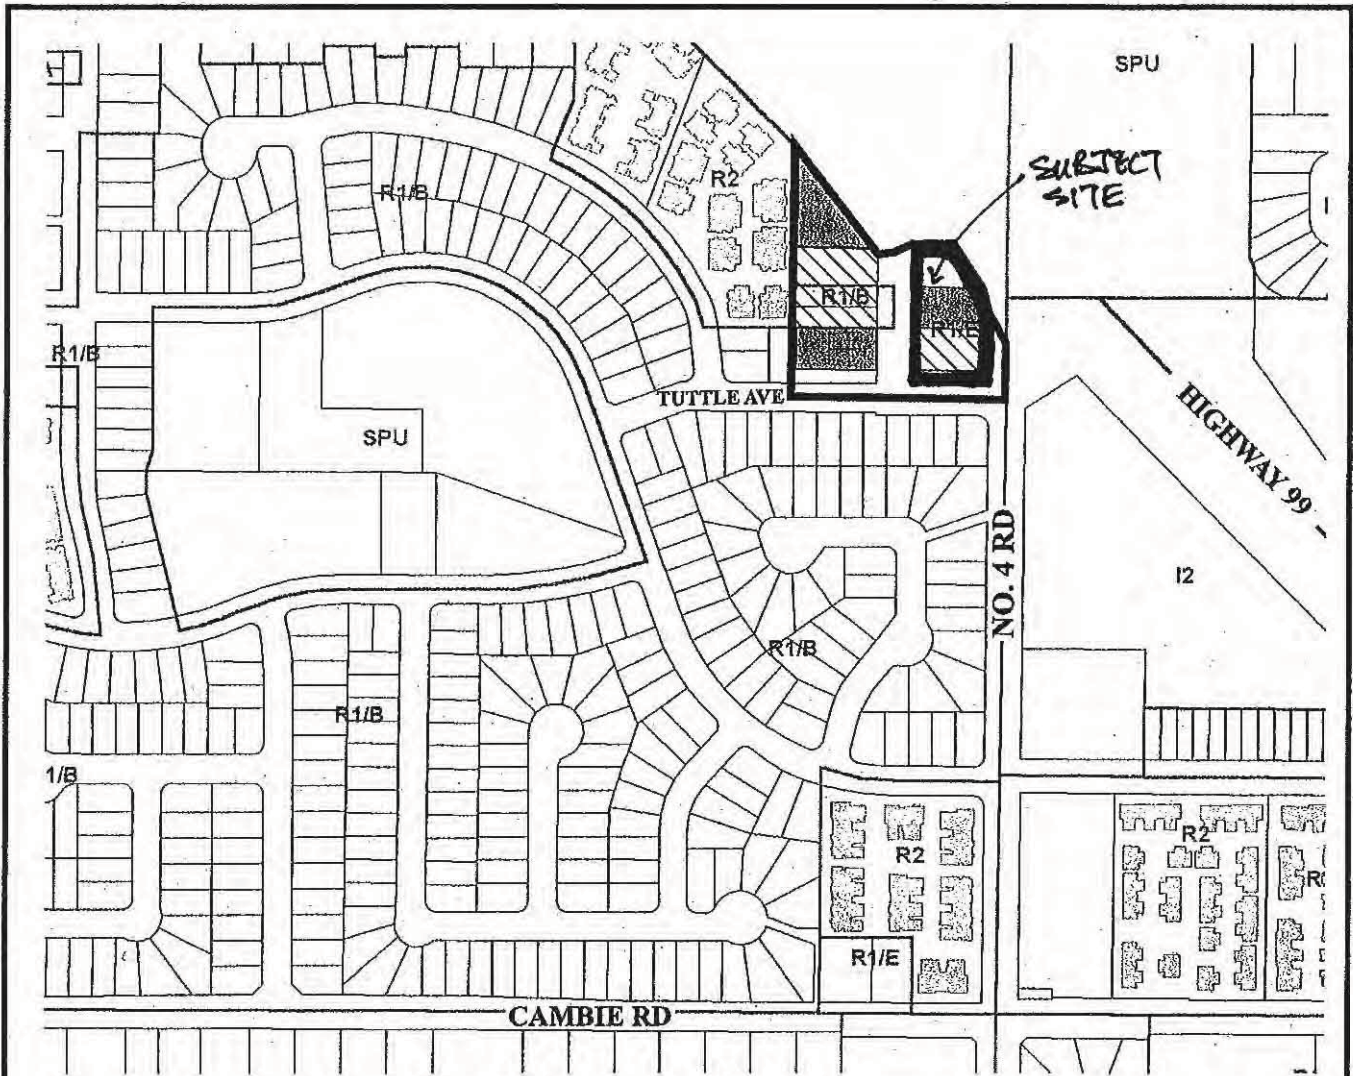 SPU
SUBJECT
SITE
R1/B
R2
R1/B
R1/E
R1/B
TUTTLE AVE
SPU
HIGHWAY 99
NO. 4 RD
I2
R1/B
R1/B
1/B
R2
R2
R1/E
CAMBIE RD